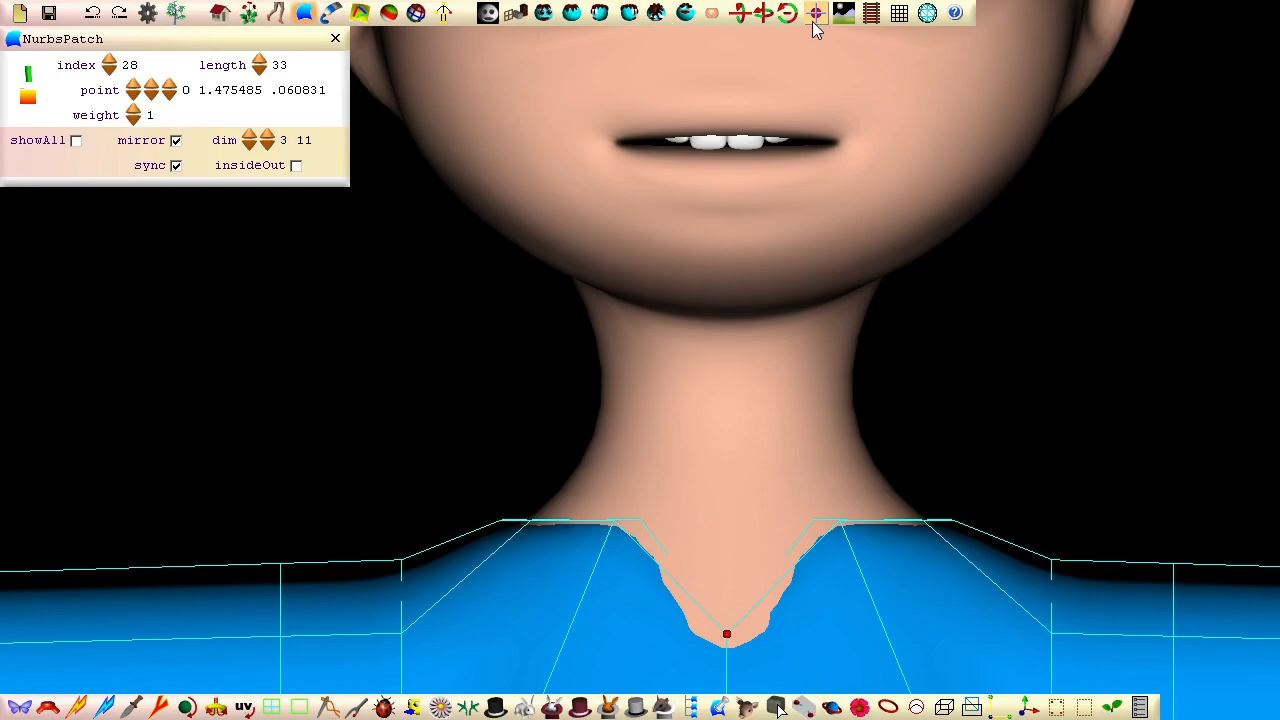 NurbsPatch
index 28 length 33
point 0 1.475485 .060831
weight 1
showAll mirror dim 3 11
sync insideOut
uv